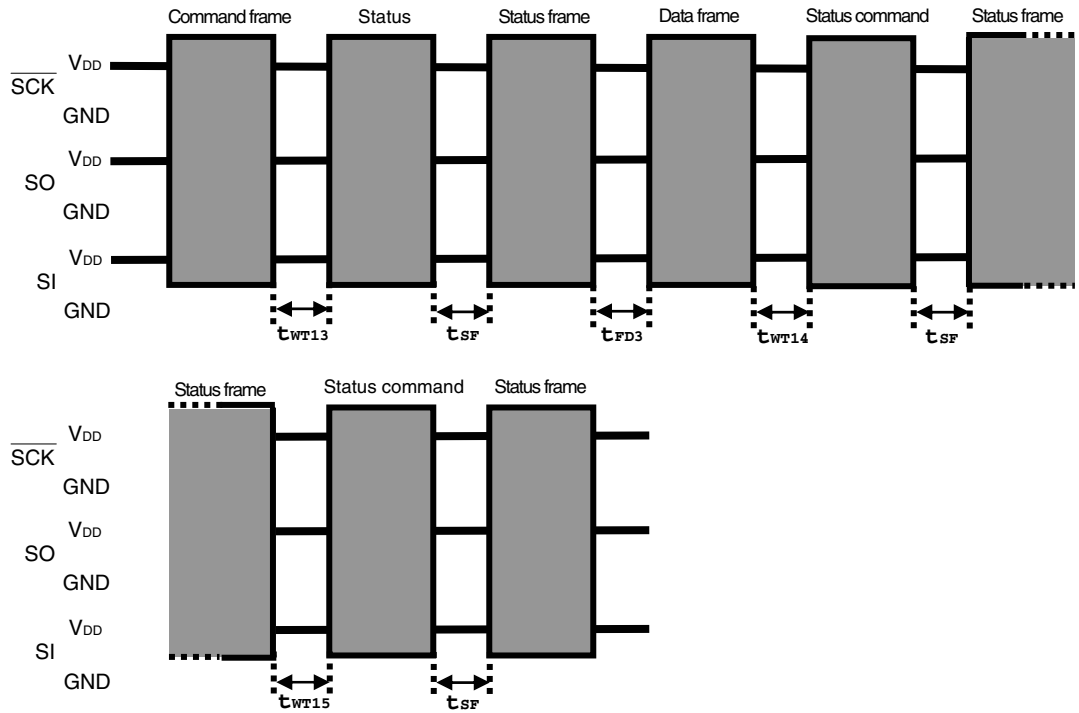 Command frame Status Status frame Data frame Status command Status frame
VDD
SCK
GND
VDD
SO
GND
VDD
SI
GND
tWT13 tSF tFD3 tWT14 tSF
Status frame Status command Status frame
VDD
SCK
GND
VDD
SO
GND
VDD
SI
GND
tWT15 tSF